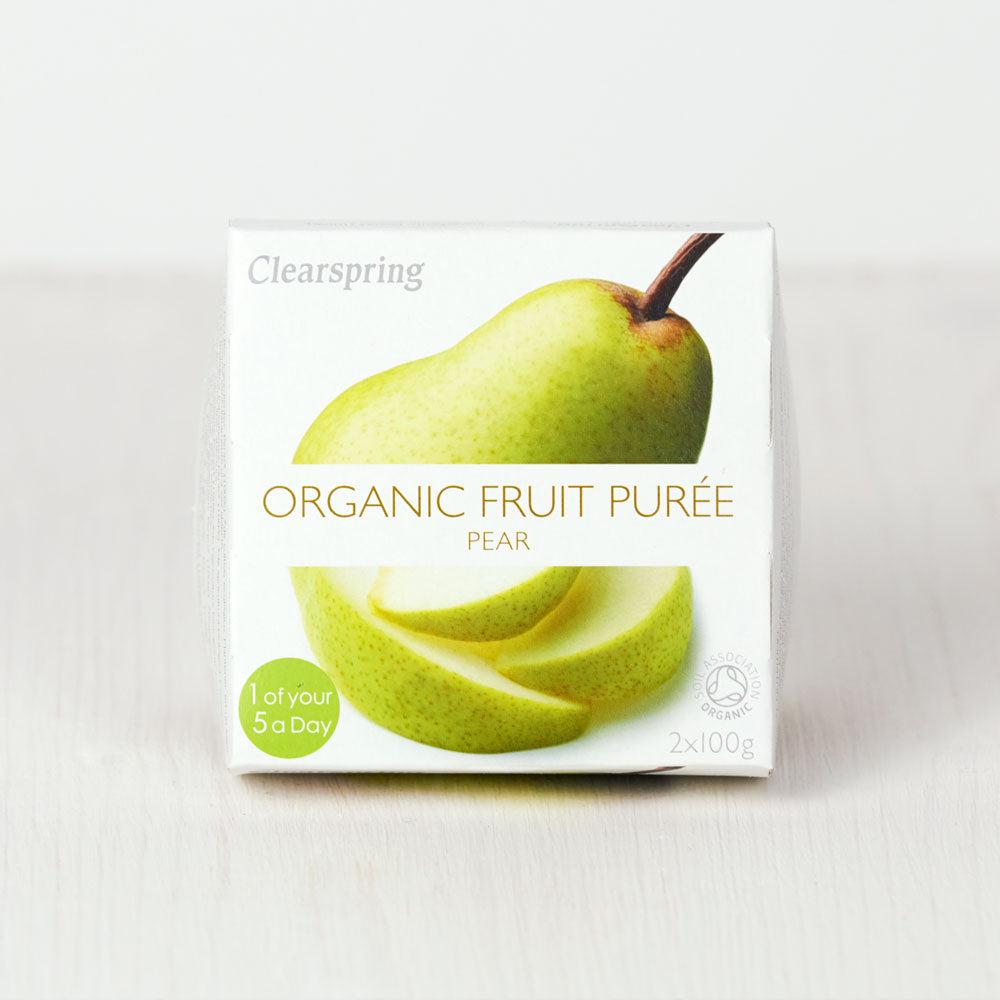 Clearspring
ORGANIC FRUIT PURÉE
PEAR
1 of your
5 a Day
SOIL ASSOCIATION
ORGANIC
2x100g